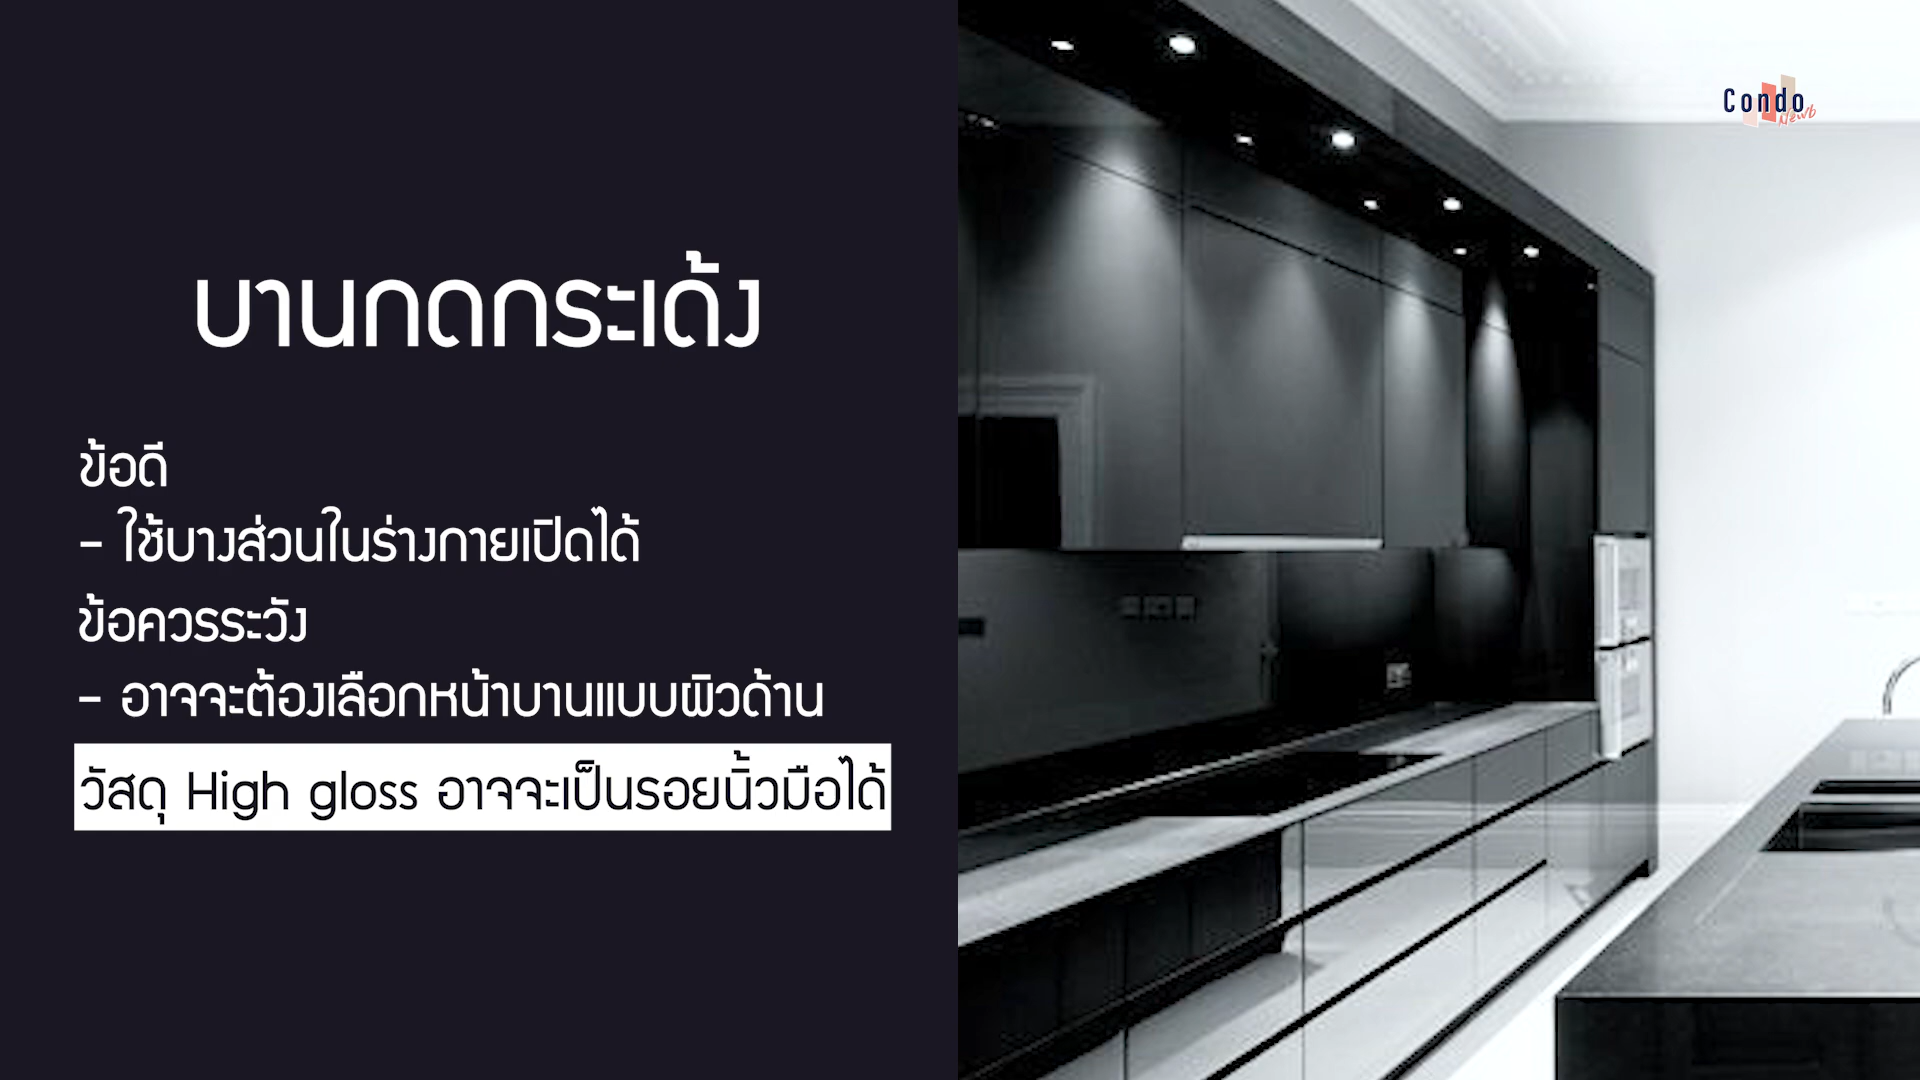 บานกดกระเด้ง
ข้อดี
- ใช้บางส่วนในร่างกายเปิดได้
ข้อควรระวัง
- อาจจะต้องเลือกหน้าบานแบบผิวด้าน
วัสดุ High gloss อาจจะเป็นรอยนิ้วมือได้
Condo
Newb